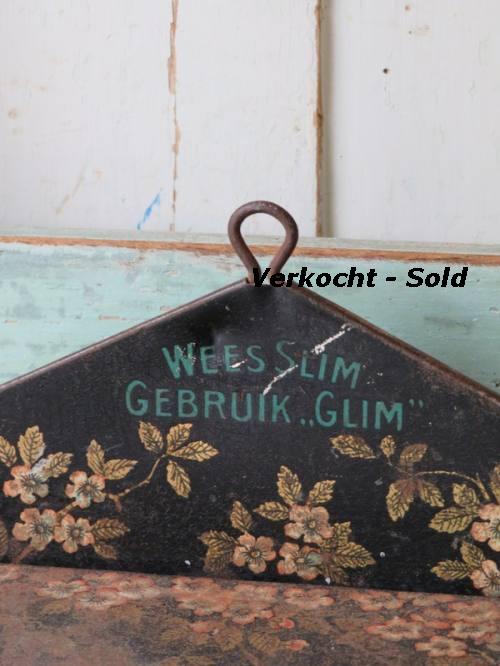 Verkocht - Sold
WEES SLIM
GEBRUIK „GLIM"